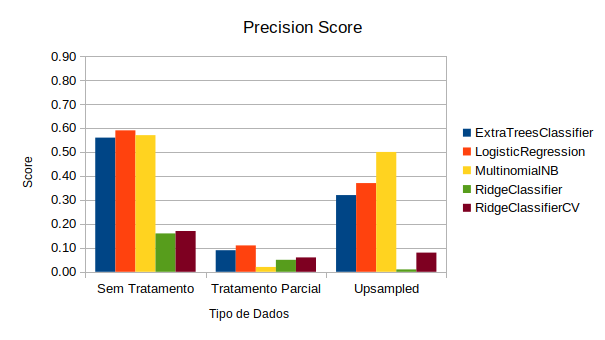 Precision Score
0.90
0.80
0.70
0.60
0.50
0.40
0.30
0.20
0.10
0.00
Score
Sem Tratamento
Tratamento Parcial
Upsampled
Tipo de Dados
ExtraTreesClassifier
LogisticRegression
MultinomialNB
RidgeClassifier
RidgeClassifierCV